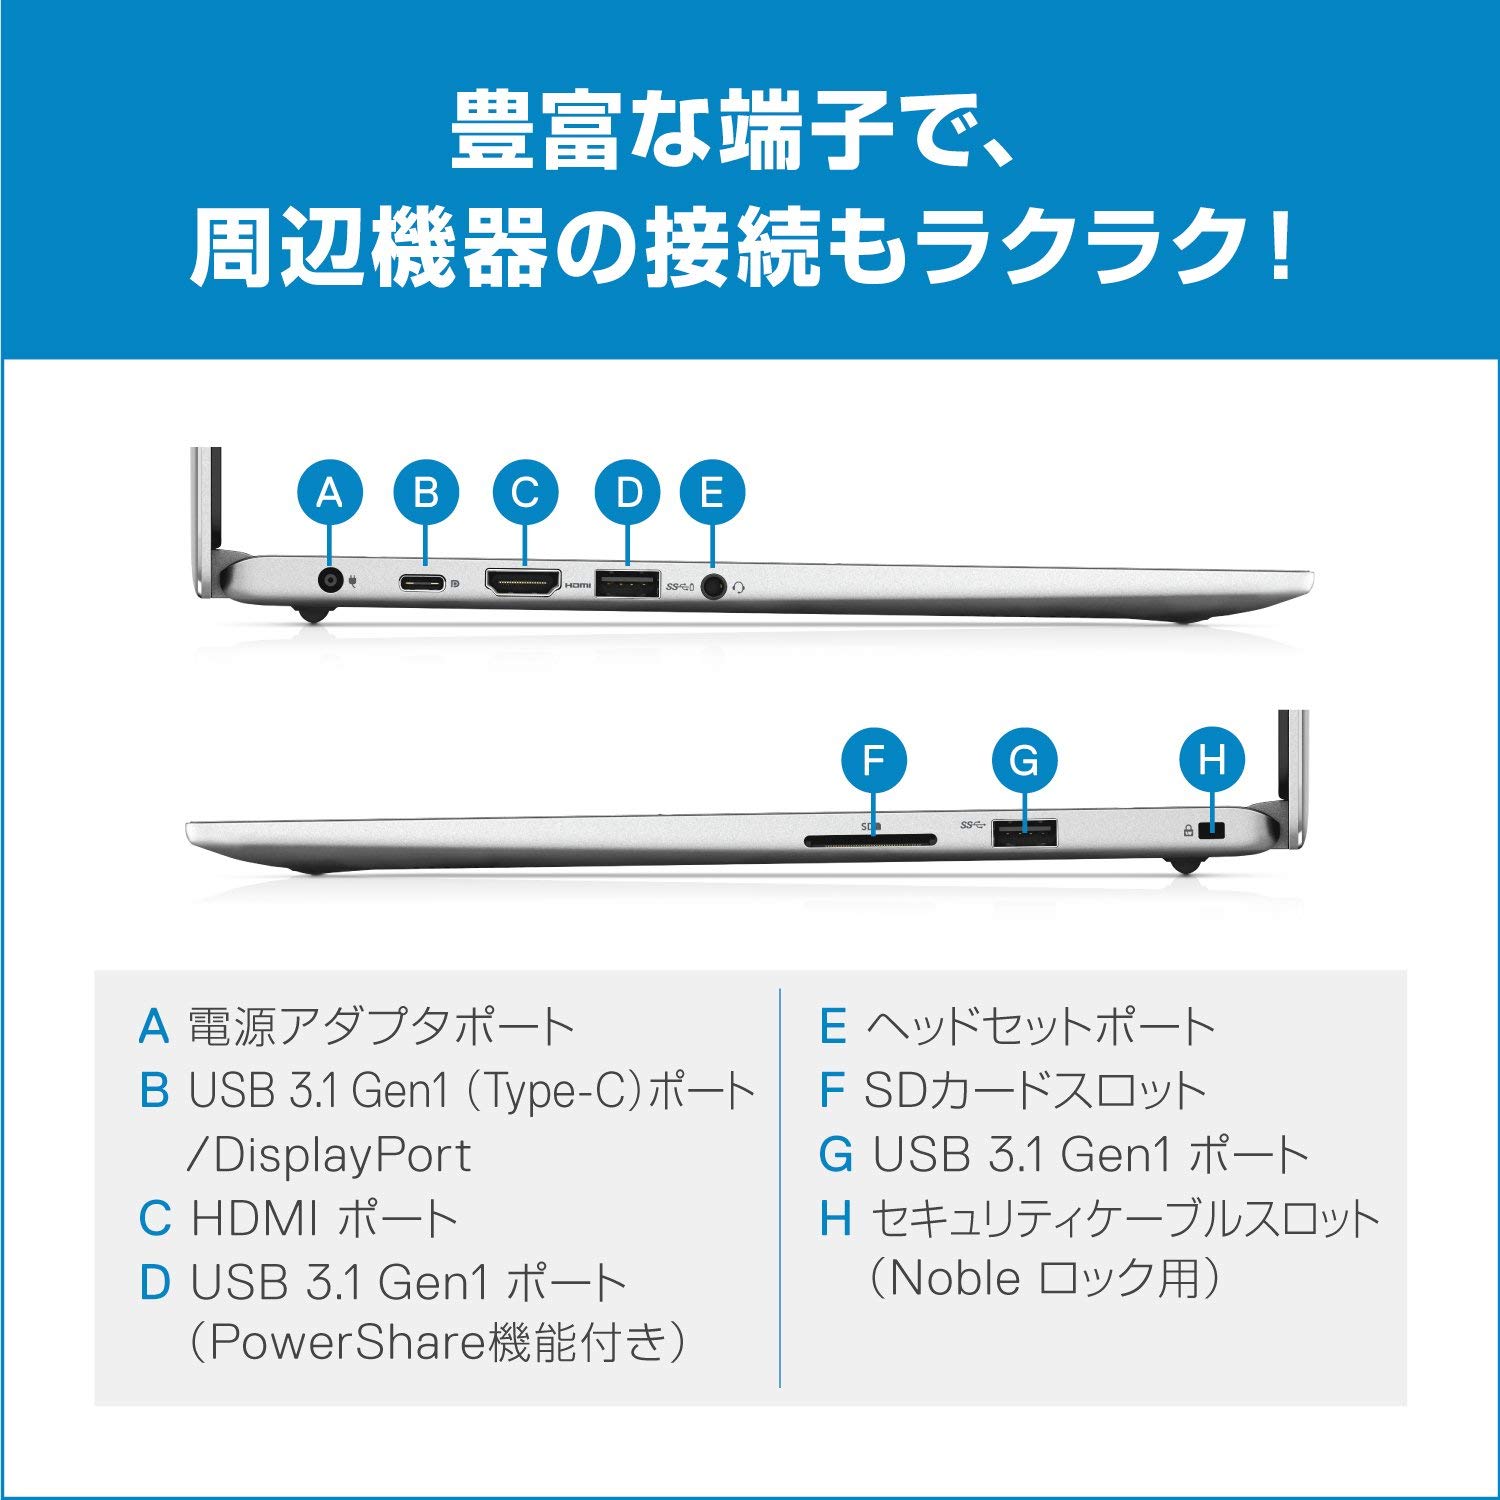 豊富な端子で、
周辺機器の接続もラクラク!
A B C D E
HDMI SS
F G H
SD SS
A 電源アダプタポート
B USB 3.1 Gen1（Type-C）ポート
/DisplayPort
C HDMI ポート
D USB 3.1 Gen1 ポート
（PowerShare機能付き）
E ヘッドセットポート
F SDカードスロット
G USB 3.1 Gen1 ポート
H セキュリティケーブルスロット
（Noble ロック用）